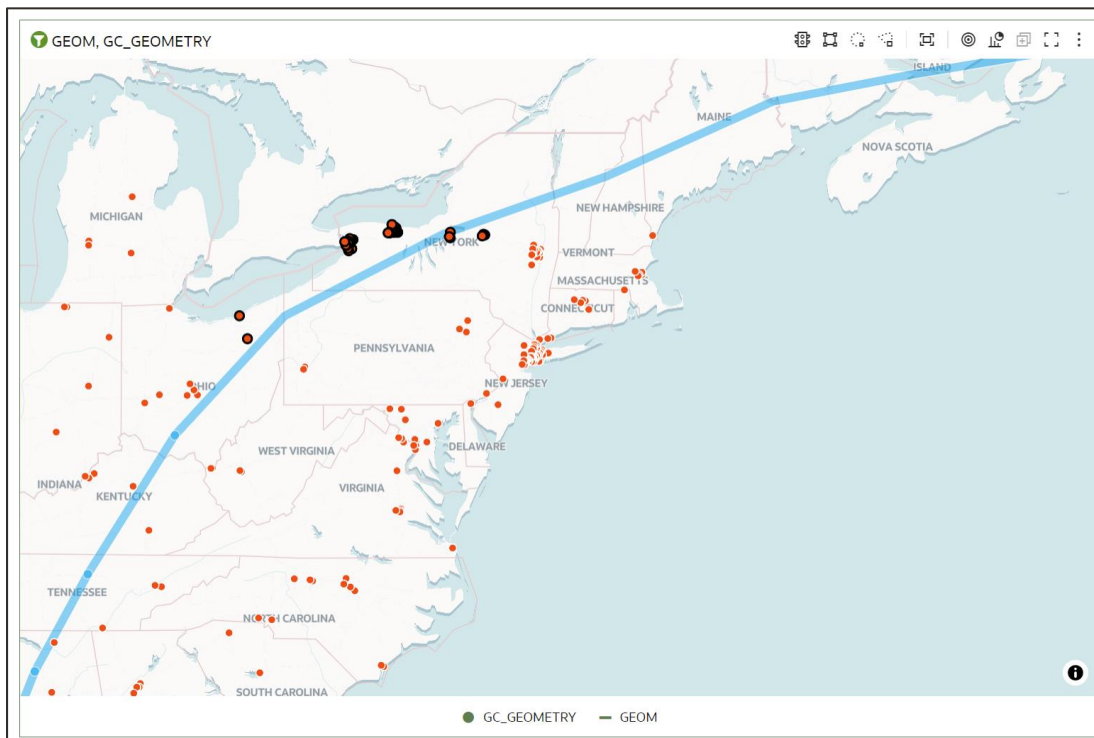 GEOM, GC_GEOMETRY
ISLAND
MAINE
NOVA SCOTIA
NEW HAMPSHIRE
MICHIGAN
NEW YORK
VERMONT
MASSACHUSETTS
CONNECTICUT
PENNSYLVANIA
NEW JERSEY
OHIO
DELAWARE
WEST VIRGINIA
INDIANA
VIRGINIA
KENTUCKY
TENNESSEE
NORTH CAROLINA
SOUTH CAROLINA
GC_GEOMETRY
GEOM